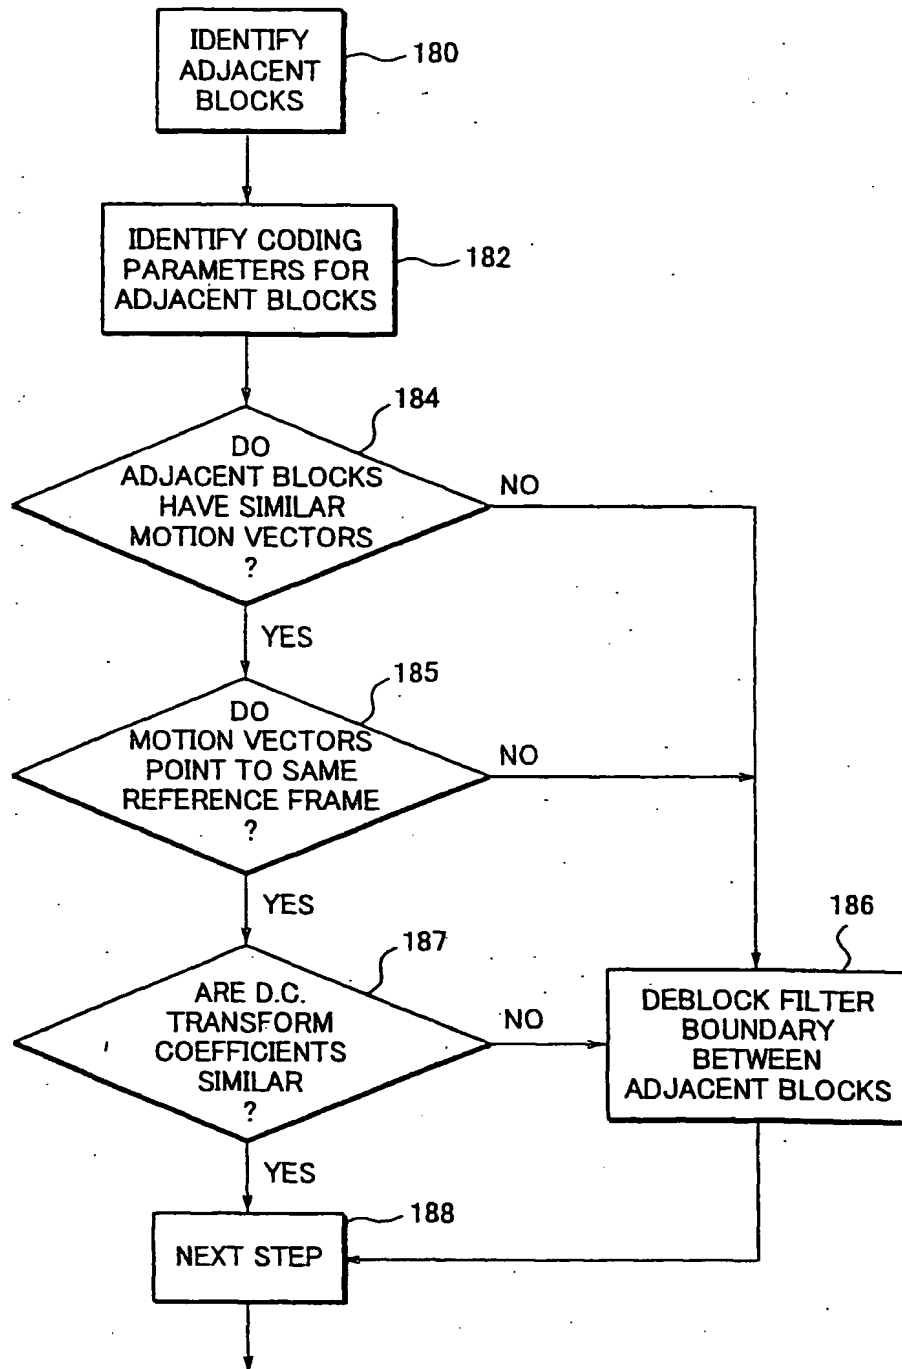 IDENTIFY
ADJACENT
BLOCKS
180
IDENTIFY CODING
PARAMETERS FOR
ADJACENT BLOCKS
182
184
DO
ADJACENT BLOCKS
HAVE SIMILAR
MOTION VECTORS
?
NO
YES
185
DO
MOTION VECTORS
POINT TO SAME
REFERENCE FRAME
?
NO
YES
187
ARE D.C.
TRANSFORM
COEFFICIENTS
SIMILAR
?
NO
186
DEBLOCK FILTER
BOUNDARY
BETWEEN
ADJACENT BLOCKS
YES
188
NEXT STEP